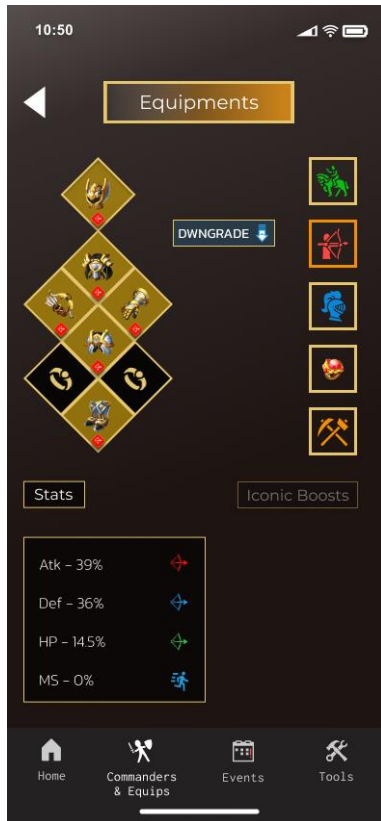 10:50
Equipments
DWNGRADE
Stats
Iconic Boosts
Atk - 39%
Def - 36%
HP - 14.5%
MS - 0%
Home
Commanders
& Equips
Events
Tools